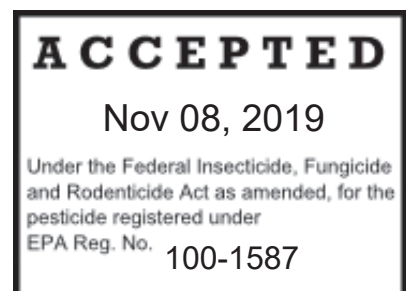 ACCEPTED
Nov 08, 2019
Under the Federal Insecticide, Fungicide
and Rodenticide Act as amended, for the
pesticide registered under
EPA Reg. No. 100-1587